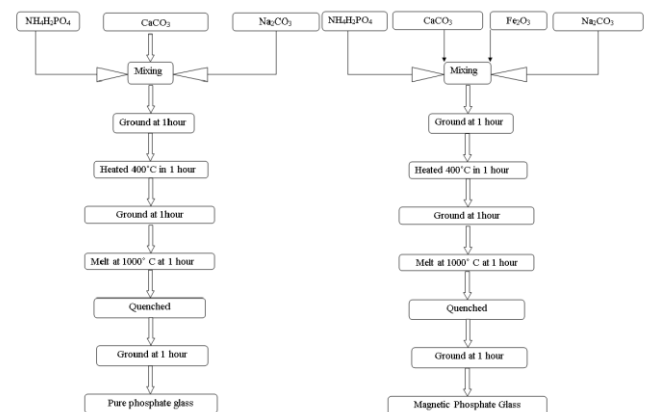 NH₄H₂PO₄
CaCO₃
Na₂CO₃
Mixing
Ground at 1hour
Heated 400˚C in 1 hour
Ground at 1hour
Melt at 1000˚ C at 1 hour
Quenched
Ground at 1 hour
Pure phosphate glass
NH₄H₂PO₄
CaCO₃
Fe₂O₃
Na₂CO₃
Mixing
Ground at 1 hour
Heated 400˚C in 1 hour
Ground at 1hour
Melt at 1000˚ C at 1 hour
Quenched
Ground at 1 hour
Magnetic Phosphate Glass